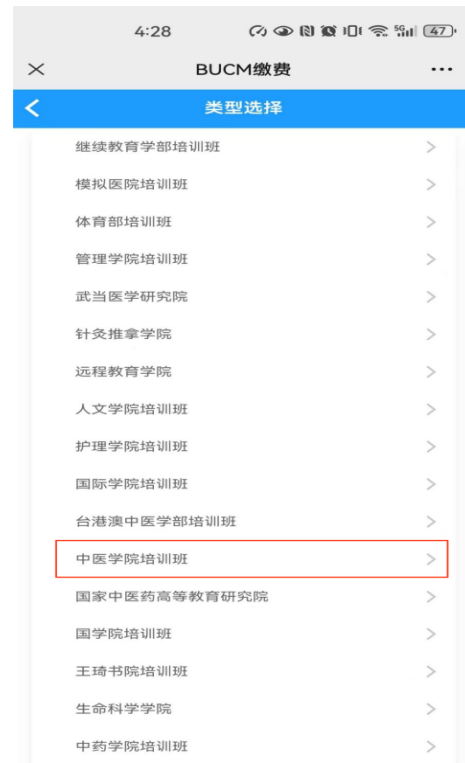 4:28
5G
47
BUCM缴费
类型选择
继续教育学部培训班
模拟医院培训班
体育部培训班
管理学院培训班
武当医学研究院
针灸推拿学院
远程教育学院
人文学院培训班
护理学院培训班
国际学院培训班
台港澳中医学部培训班
中医学院培训班
国家中医药高等教育研究院
国学院培训班
王琦书院培训班
生命科学学院
中药学院培训班